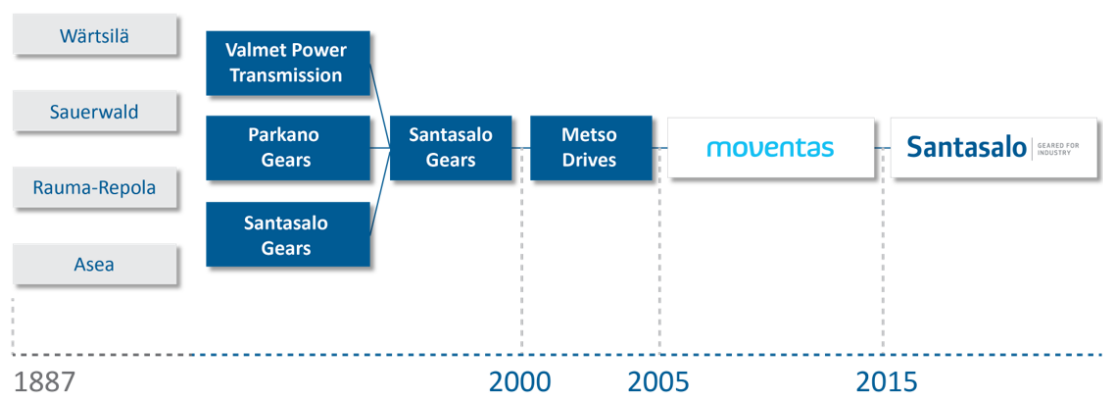 Wärtsilä
Sauerwald
Rauma-Repola
Asea
Valmet Power
Transmission
Parkano
Gears
Santasalo
Gears
Santasalo
Gears
Metso
Drives
moventas
Santasalo
GEARED FOR
INDUSTRY
1887
2000
2005
2015